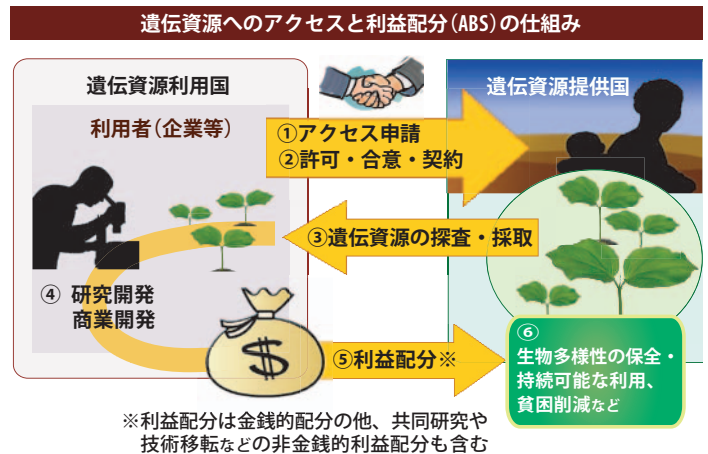 遺伝資源へのアクセスと利益配分(ABS)の仕組み
遺伝資源利用国
利用者(企業等)
遺伝資源提供国
①アクセス申請
②許可・合意・契約
③遺伝資源の探査・採取
④ 研究開発
商業開発
$
⑤利益配分※
⑥
生物多様性の保全・
持続可能な利用、
貧困削減など
※利益配分は金銭的配分の他、共同研究や
技術移転などの非金銭的利益配分も含む